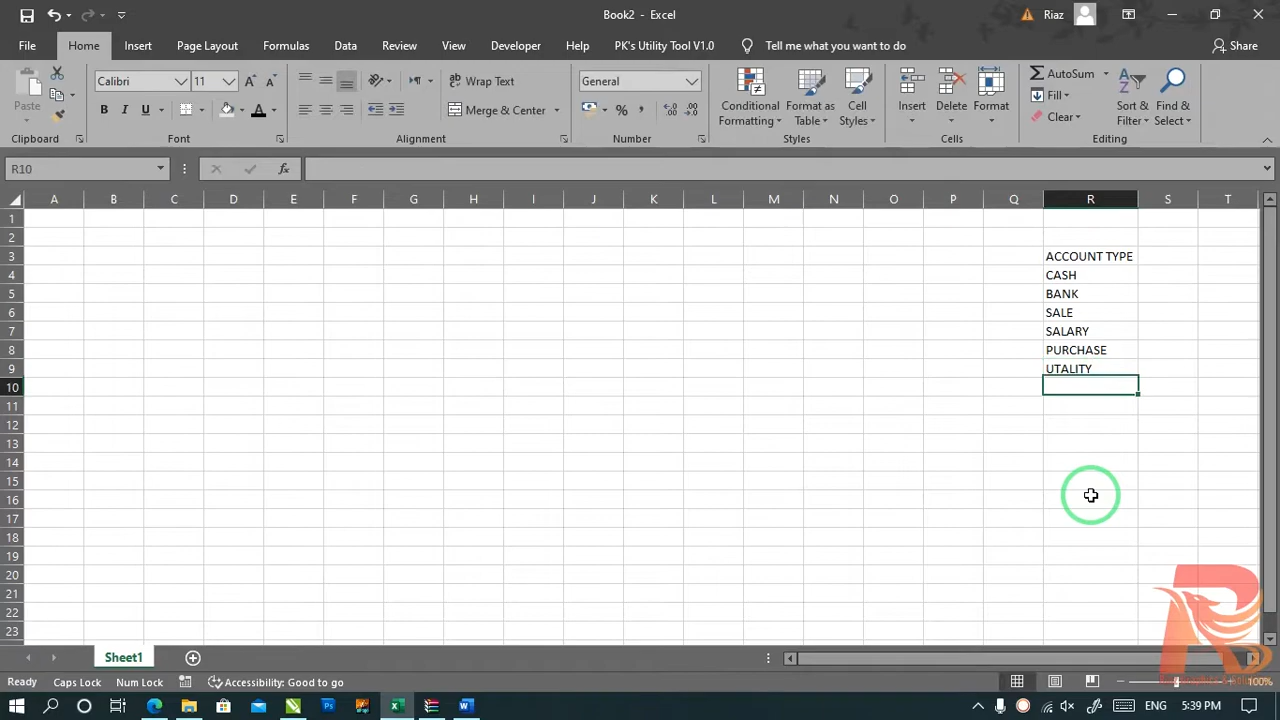 Book2 - Excel
Riaz
File Home Insert Page Layout Formulas Data Review View Developer Help PK's Utility Tool V1.0 Tell me what you want to do Share
Paste
Calibri 11
B I U
Wrap Text
Merge & Center
General
Conditional Formatting
Format as Table
Cell Styles
Insert
Delete
Format
AutoSum
Fill
Clear
Sort & Filter
Find & Select
Clipboard Font Alignment Number Styles Cells Editing
R10 fx
A B C D E F G H I J K L M N O P Q R S T
1
2
3 ACCOUNT TYPE
4 CASH
5 BANK
6 SALE
7 SALARY
8 PURCHASE
9 UTALITY
10
11
12
13
14
15
16
17
18
19
20
21
22
23
Sheet1
Ready Caps Lock Num Lock Accessibility: Good to go 100%
ENG 5:39 PM